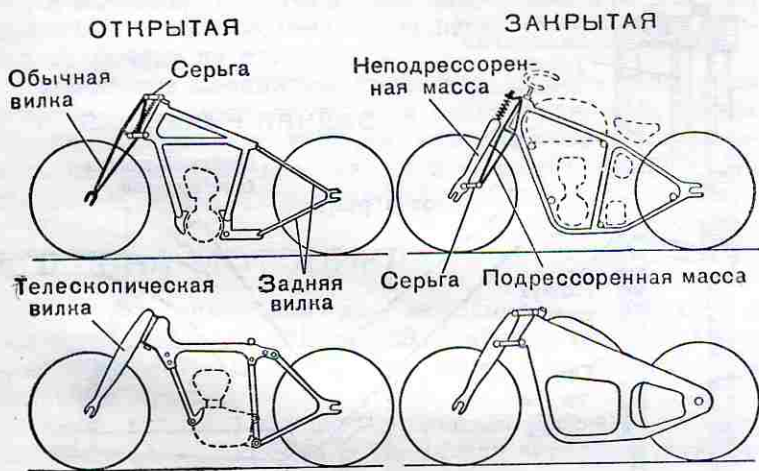 ОТКРЫТАЯ
ЗАКРЫТАЯ
Обычная
вилка
Серьга
Неподрессорен-
ная масса
Телескопическая
вилка
Задняя
вилка
Серьга
Подрессоренная масса